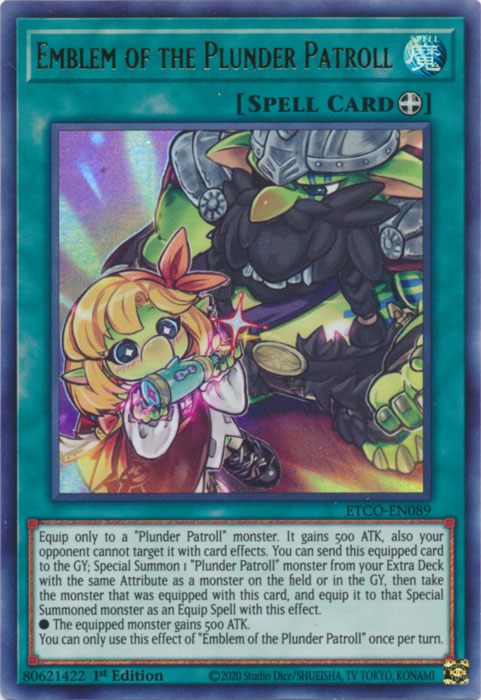 EMBLEM OF THE PLUNDER PATROLL
SPELL
魔
[SPELL CARD]
ETCO-EN089
Equip only to a "Plunder Patroll" monster. It gains 500 ATK, also your
opponent cannot target it with card effects. You can send this equipped card
to the GY; Special Summon 1 "Plunder Patroll" monster from your Extra Deck
with the same Attribute as a monster on the field or in the GY, then take
the monster that was equipped with this card, and equip it to that Special
Summoned monster as an Equip Spell with this effect.
● The equipped monster gains 500 ATK.
You can only use this effect of "Emblem of the Plunder Patroll" once per turn.
80621422 1st Edition ©2020 Studio Dice/SHUEISHA, TV TOKYO, KONAMI